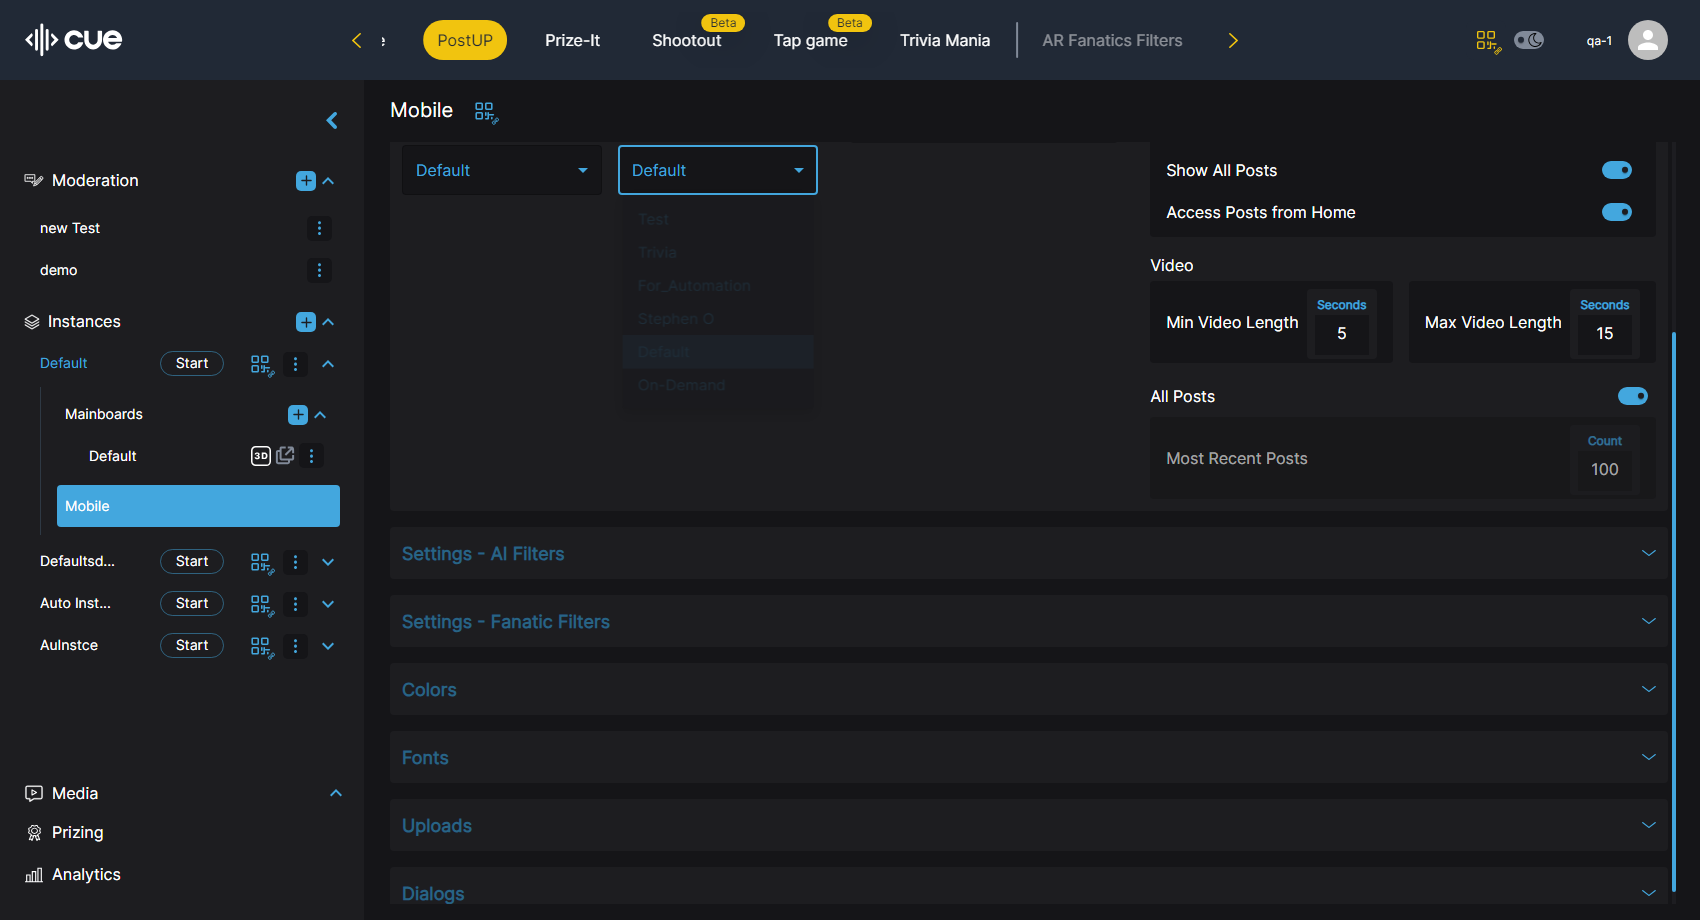 cue
PostUP
Prize-It
Shootout
Beta
Tap game
Beta
Trivia Mania
AR Fanatics Filters
qa-1
Moderation
new Test
demo
Instances
Default
Start
Mainboards
Default
3D
Mobile
Defaultsd...
Start
Auto Inst...
Start
AuInstce
Start
Media
Prizing
Analytics
Mobile
Default
Default
Test
Trivia
For_Automation
Stephen O
Default
On-Demand
Show All Posts
Access Posts from Home
Video
Min Video Length
Seconds
5
Max Video Length
Seconds
15
All Posts
Most Recent Posts
Count
100
Settings - AI Filters
Settings - Fanatic Filters
Colors
Fonts
Uploads
Dialogs